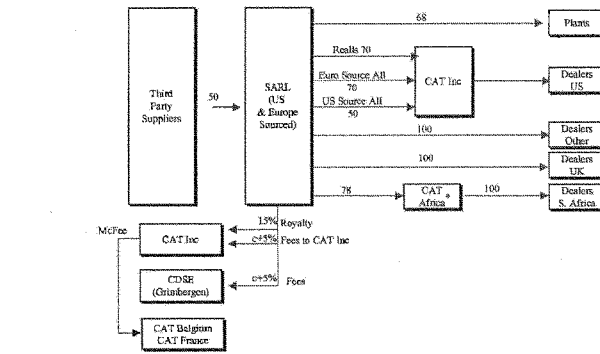 68
Plants
Third
Party
Suppliers
50
SARL
(US
& Europe
Sourced)
Realls 70
Euro Source All
70
US Source All
50
CAT Inc
Dealers
US
100
Dealers
Other
100
Dealers
UK
78
CAT
Africa
100
Dealers
S. Africa
15% Royalty
c+5% Fees to CAT Inc
CAT Inc
CDSE
(Grimbergen)
c+5% Fees
CAT Belgium
CAT France